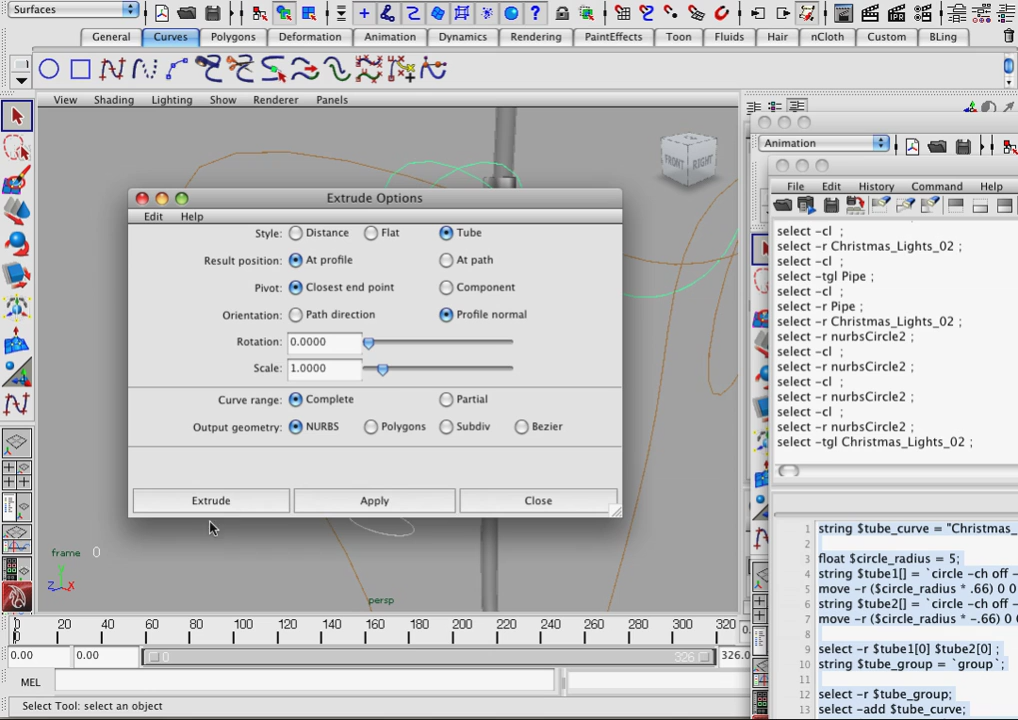 Surfaces
General Curves Polygons Deformation Animation Dynamics Rendering PaintEffects Toon Fluids Hair nCloth Custom BLing
View Shading Lighting Show Renderer Panels
FRONT RIGHT
Extrude Options
Edit Help
Style: Distance Flat Tube
Result position: At profile At path
Pivot: Closest end point Component
Orientation: Path direction Profile normal
Rotation: 0.0000
Scale: 1.0000
Curve range: Complete Partial
Output geometry: NURBS Polygons Subdiv Bezier
Extrude Apply Close
frame 0
y
z x
persp
Animation
File Edit History Command Help
select -cl ;
select -r Christmas_Lights_02 ;
select -cl ;
select -tgl Pipe ;
select -cl ;
select -r Pipe ;
select -r Christmas_Lights_02 ;
select -r nurbsCircle2 ;
select -cl ;
select -r nurbsCircle2 ;
select -cl ;
select -r nurbsCircle2 ;
select -cl ;
select -r nurbsCircle2 ;
select -tgl Christmas_Lights_02 ;
1 string $tube_curve = "Christmas_
2
3 float $circle_radius = 5;
4 string $tube1[] = `circle -ch off -
5 move -r ($circle_radius * .66) 0 0
6 string $tube2[] = `circle -ch off -
7 move -r ($circle_radius * -.66) 0
8
9 select -r $tube1[0] $tube2[0] ;
10 string $tube_group = `group`;
11
12 select -r $tube_group;
13 select -add $tube_curve;
0 20 40 60 80 100 120 140 160 180 200 220 240 260 280 300 320
0.00 0.00 0 326 326.0
MEL
Select Tool: select an object